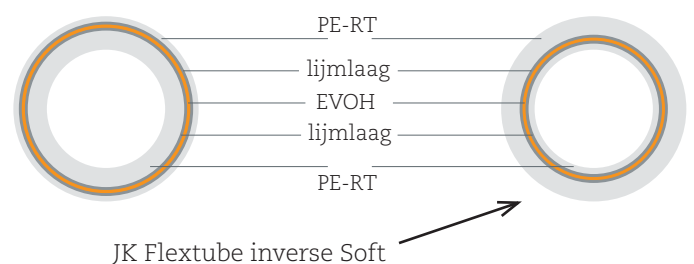 PE-RT
lijmlaag
EVOH
lijmlaag
PE-RT
JK Flextube inverse Soft